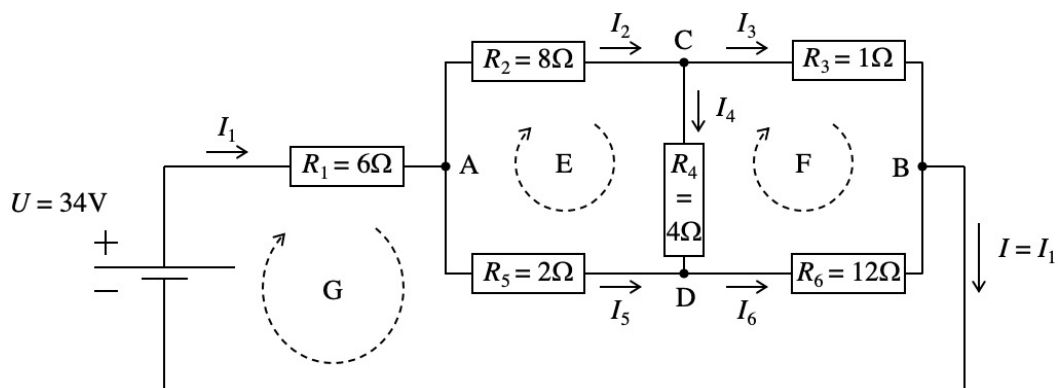 I₂
C
I₃
R₂ = 8Ω
R₃ = 1Ω
I₄
I₁
E
F
R₁ = 6Ω
A
R₄
=
4Ω
B
U = 34V
+
−
I = I₁
G
R₅ = 2Ω
R₆ = 12Ω
I₅
D
I₆